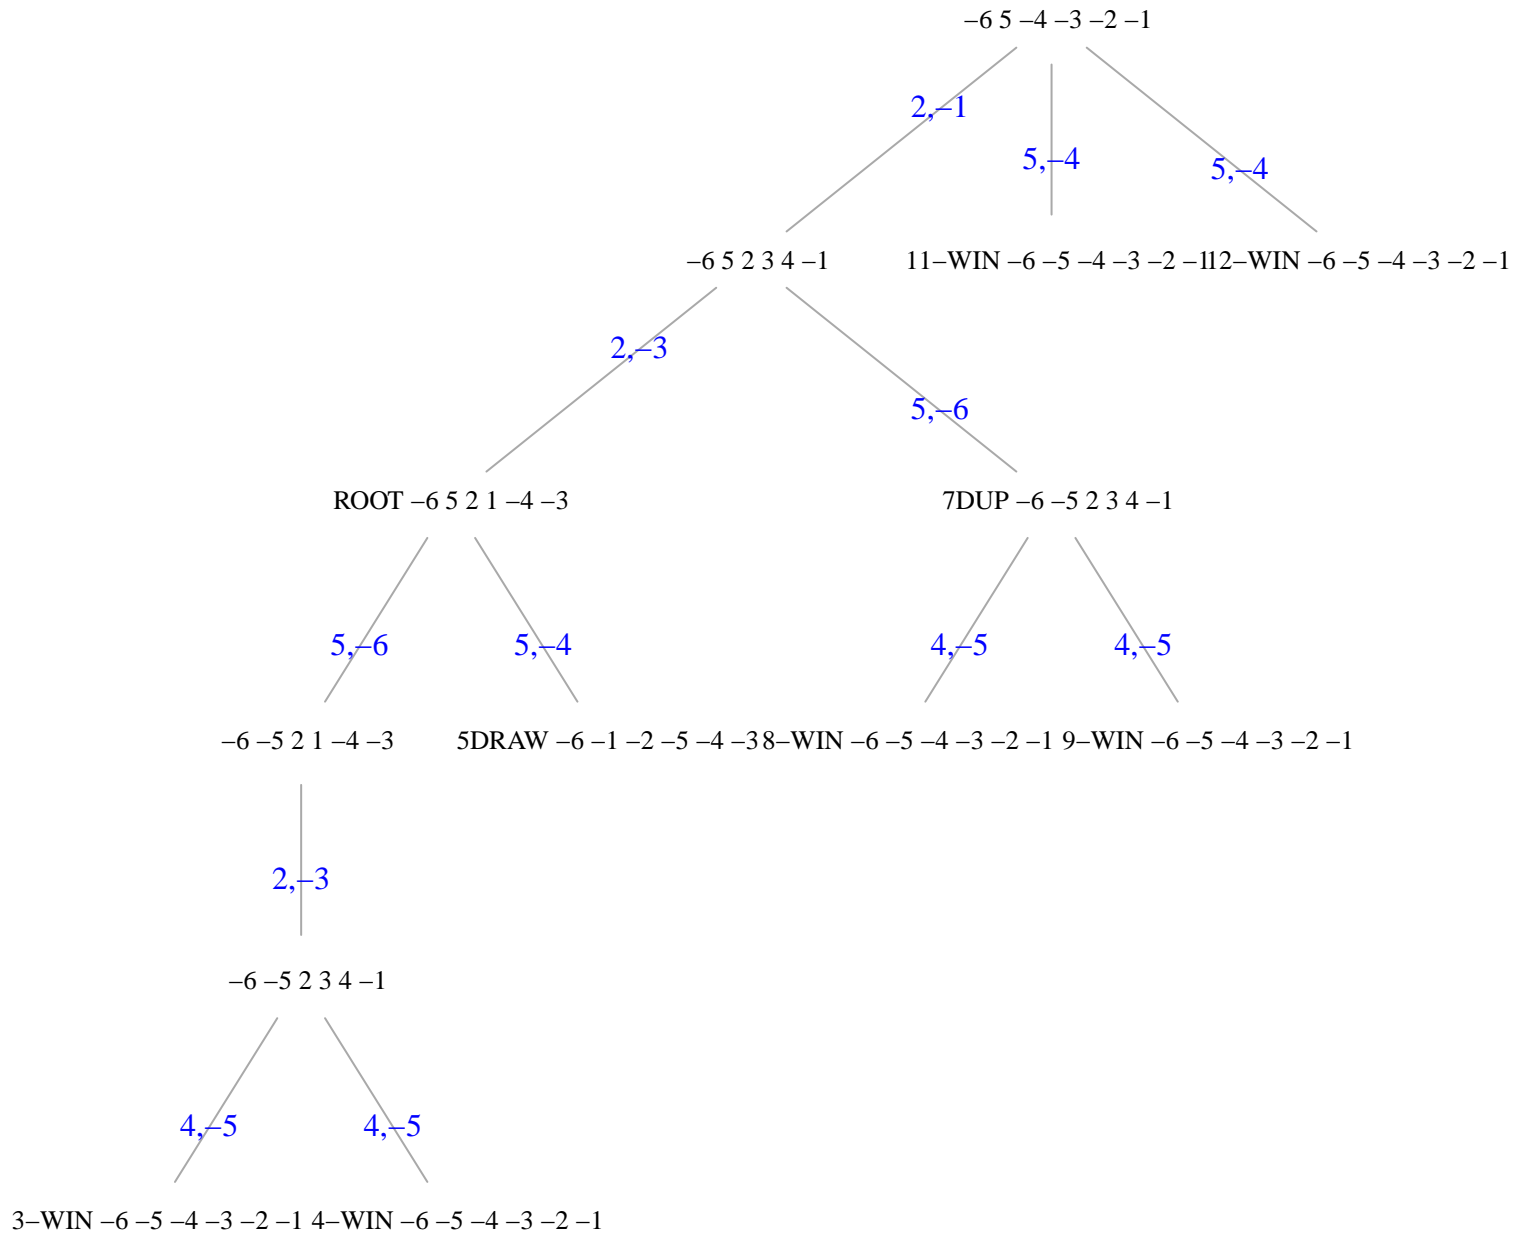 –6 5 –4 –3 –2 –1
2,–1
5,–4
5,–4
–6 5 2 3 4 –1
11–WIN –6 –5 –4 –3 –2 –1
12–WIN –6 –5 –4 –3 –2 –1
2,–3
5,–6
ROOT –6 5 2 1 –4 –3
7DUP –6 –5 2 3 4 –1
5,–6
5,–4
4,–5
4,–5
–6 –5 2 1 –4 –3
5DRAW –6 –1 –2 –5 –4 –3
8–WIN –6 –5 –4 –3 –2 –1
9–WIN –6 –5 –4 –3 –2 –1
2,–3
–6 –5 2 3 4 –1
4,–5
4,–5
3–WIN –6 –5 –4 –3 –2 –1
4–WIN –6 –5 –4 –3 –2 –1